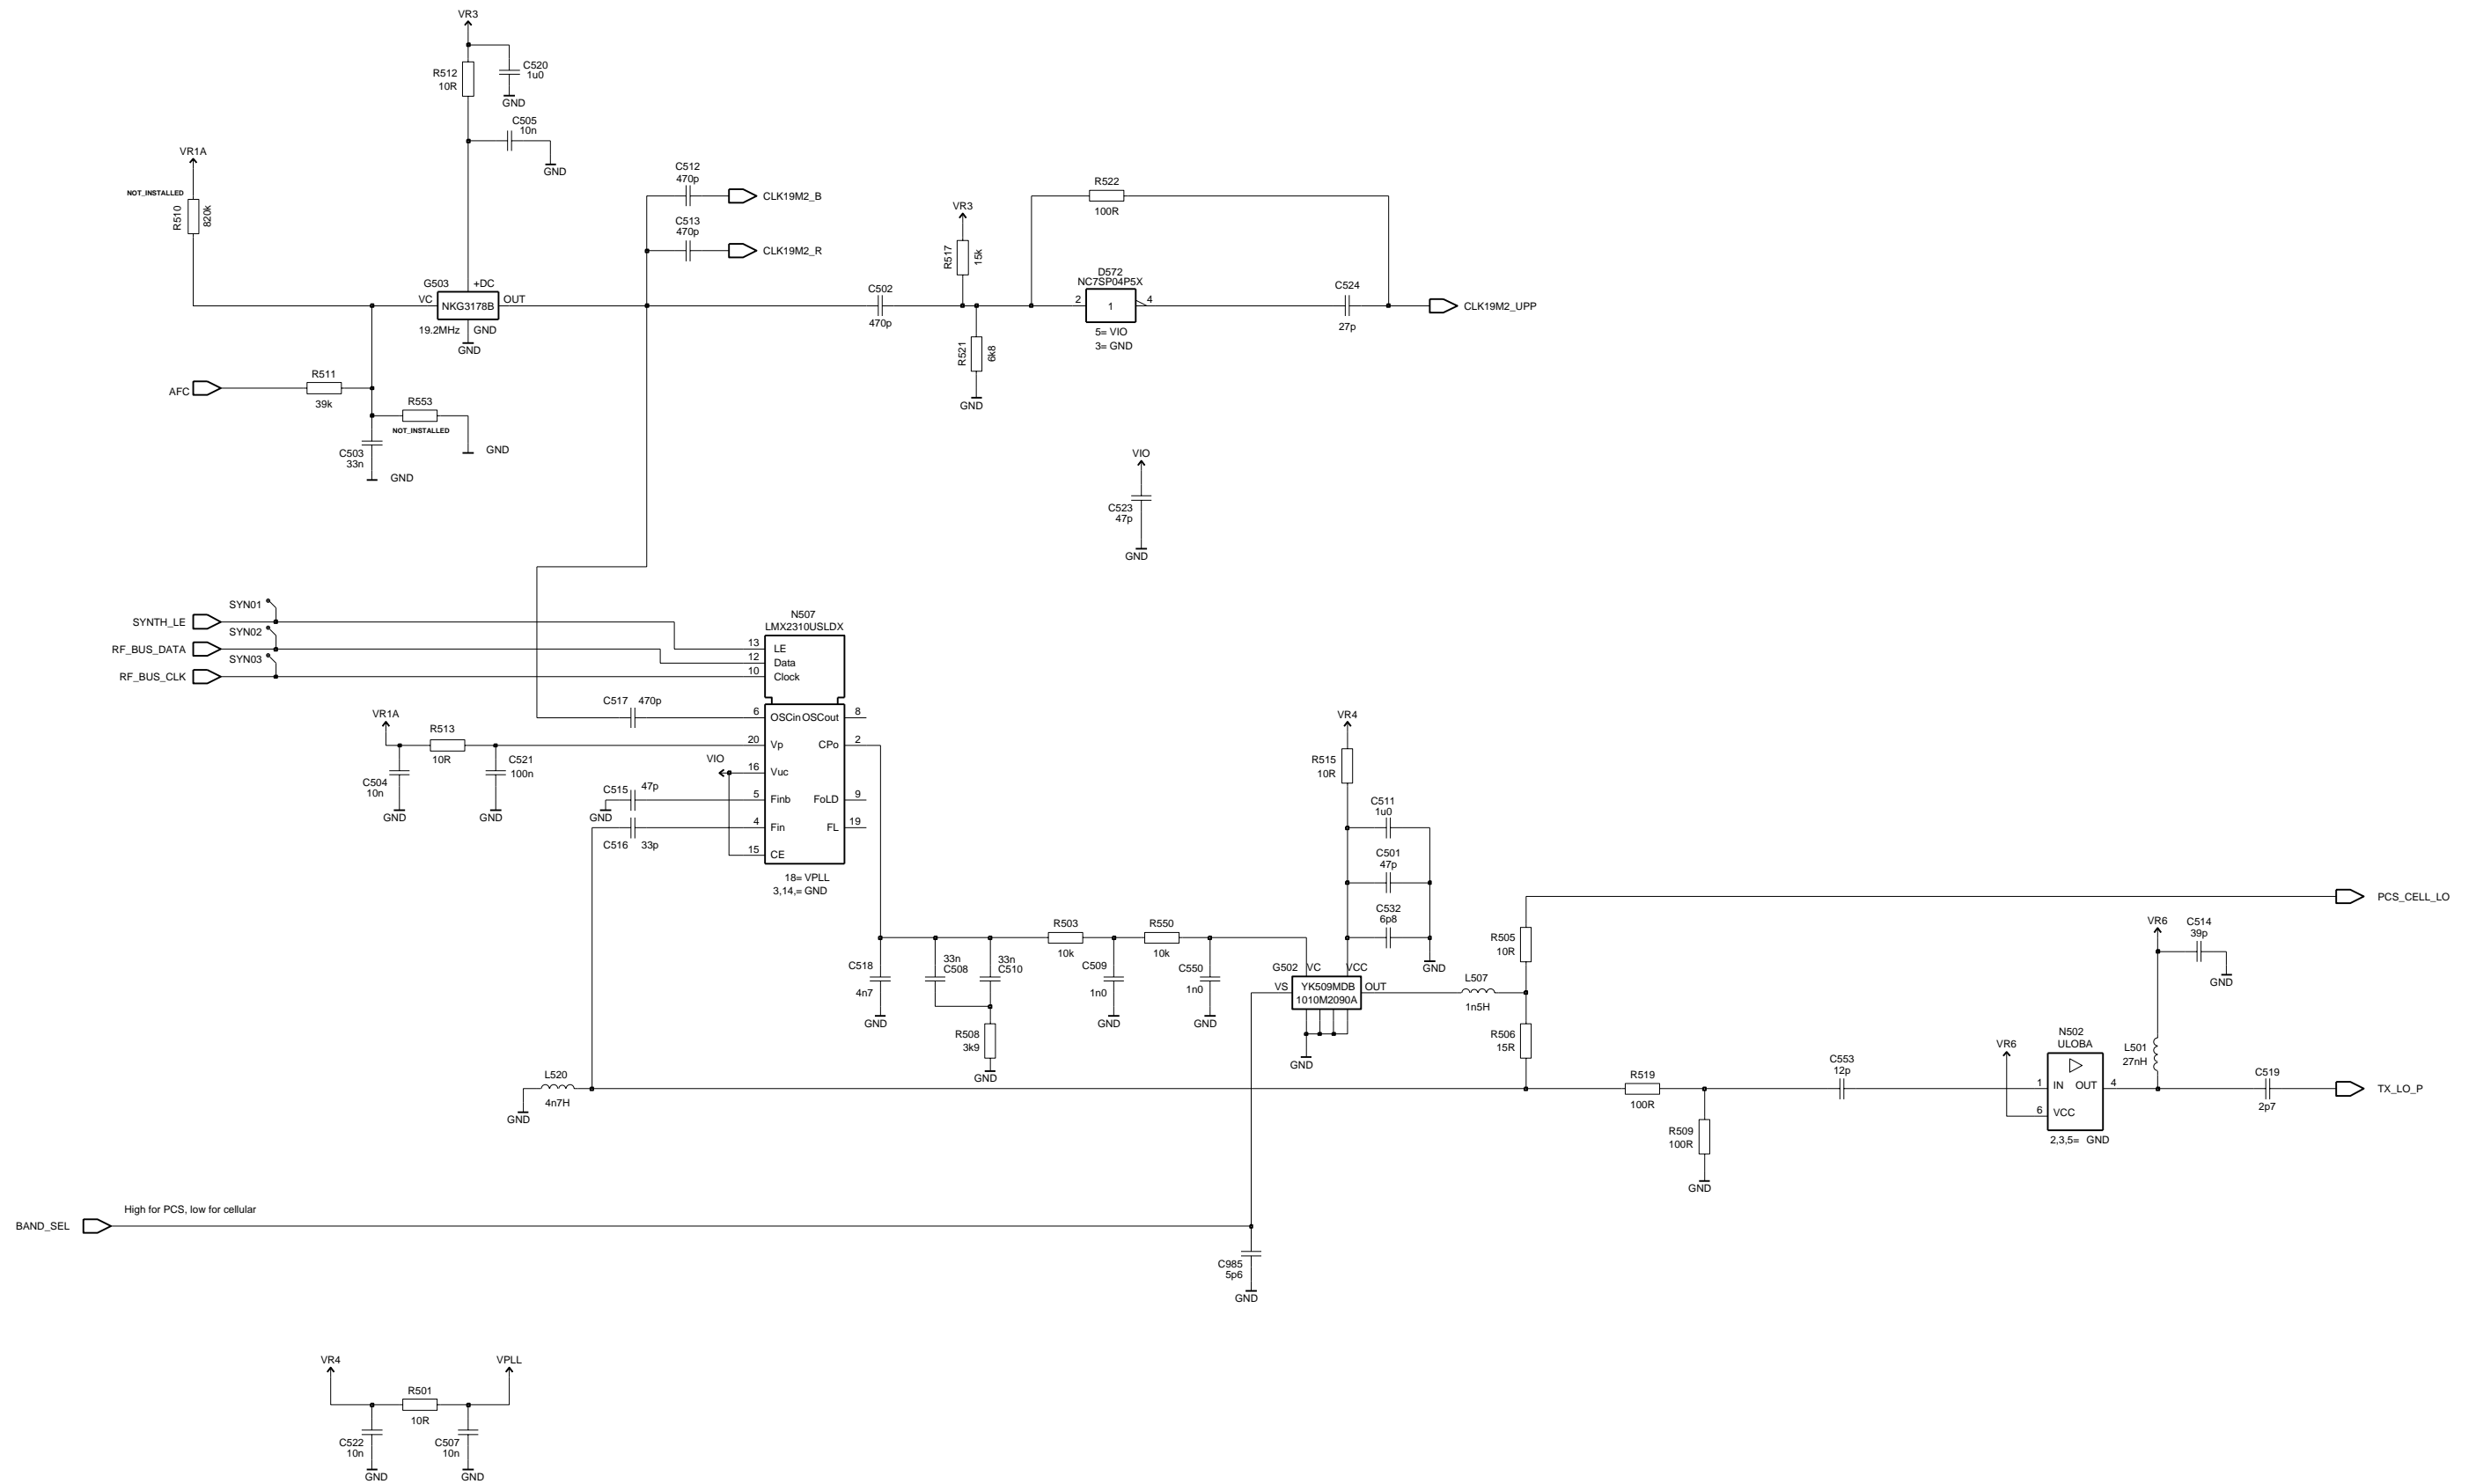 VR3
R512
10R
C520
1u0
GND
C505
10n
GND
VR1A
NOT_INSTALLED
R510
820k
C512
470p
CLK19M2_B
C513
470p
CLK19M2_R
G503
+DC
VC
NKG3178B
OUT
19.2MHz
GND
GND
AFC
R511
39k
R553
NOT_INSTALLED
GND
C503
33n
GND
C502
470p
VR3
R517
15k
R521
6k8
GND
R522
100R
D572
NC7SP04P5X
2
1
4
5= VIO
3= GND
C524
27p
CLK19M2_UPP
VIO
C523
47p
GND
SYN01
SYNTH_LE
SYN02
RF_BUS_DATA
SYN03
RF_BUS_CLK
N507
LMX2310USLDX
13
LE
12
Data
10
Clock
C517
470p
6
OSCin
OSCout
8
VR1A
R513
10R
C504
10n
GND
C521
100n
GND
20
Vp
CPo
2
VIO
16
Vuc
C515
47p
GND
5
Finb
FoLD
9
C516
33p
4
Fin
FL
19
15
CE
18= VPLL
3,14,= GND
C518
4n7
GND
33n
C508
33n
C510
R508
3k9
GND
R503
10k
C509
1n0
GND
R550
10k
C550
1n0
GND
VR4
R515
10R
C511
1u0
C501
47p
C532
6p8
GND
G502
VC
VCC
VS
YK509MDB
1010M2090A
OUT
GND
L507
1n5H
R505
10R
R506
15R
PCS_CELL_LO
L520
4n7H
GND
R519
100R
R509
100R
GND
C553
12p
VR6
N502
ULOBA
1
IN
OUT
4
6
VCC
2,3,5= GND
VR6
C514
39p
GND
L501
27nH
C519
2p7
TX_LO_P
High for PCS, low for cellular
BAND_SEL
C985
5p6
GND
VR4
VPLL
R501
10R
C522
10n
GND
C507
10n
GND